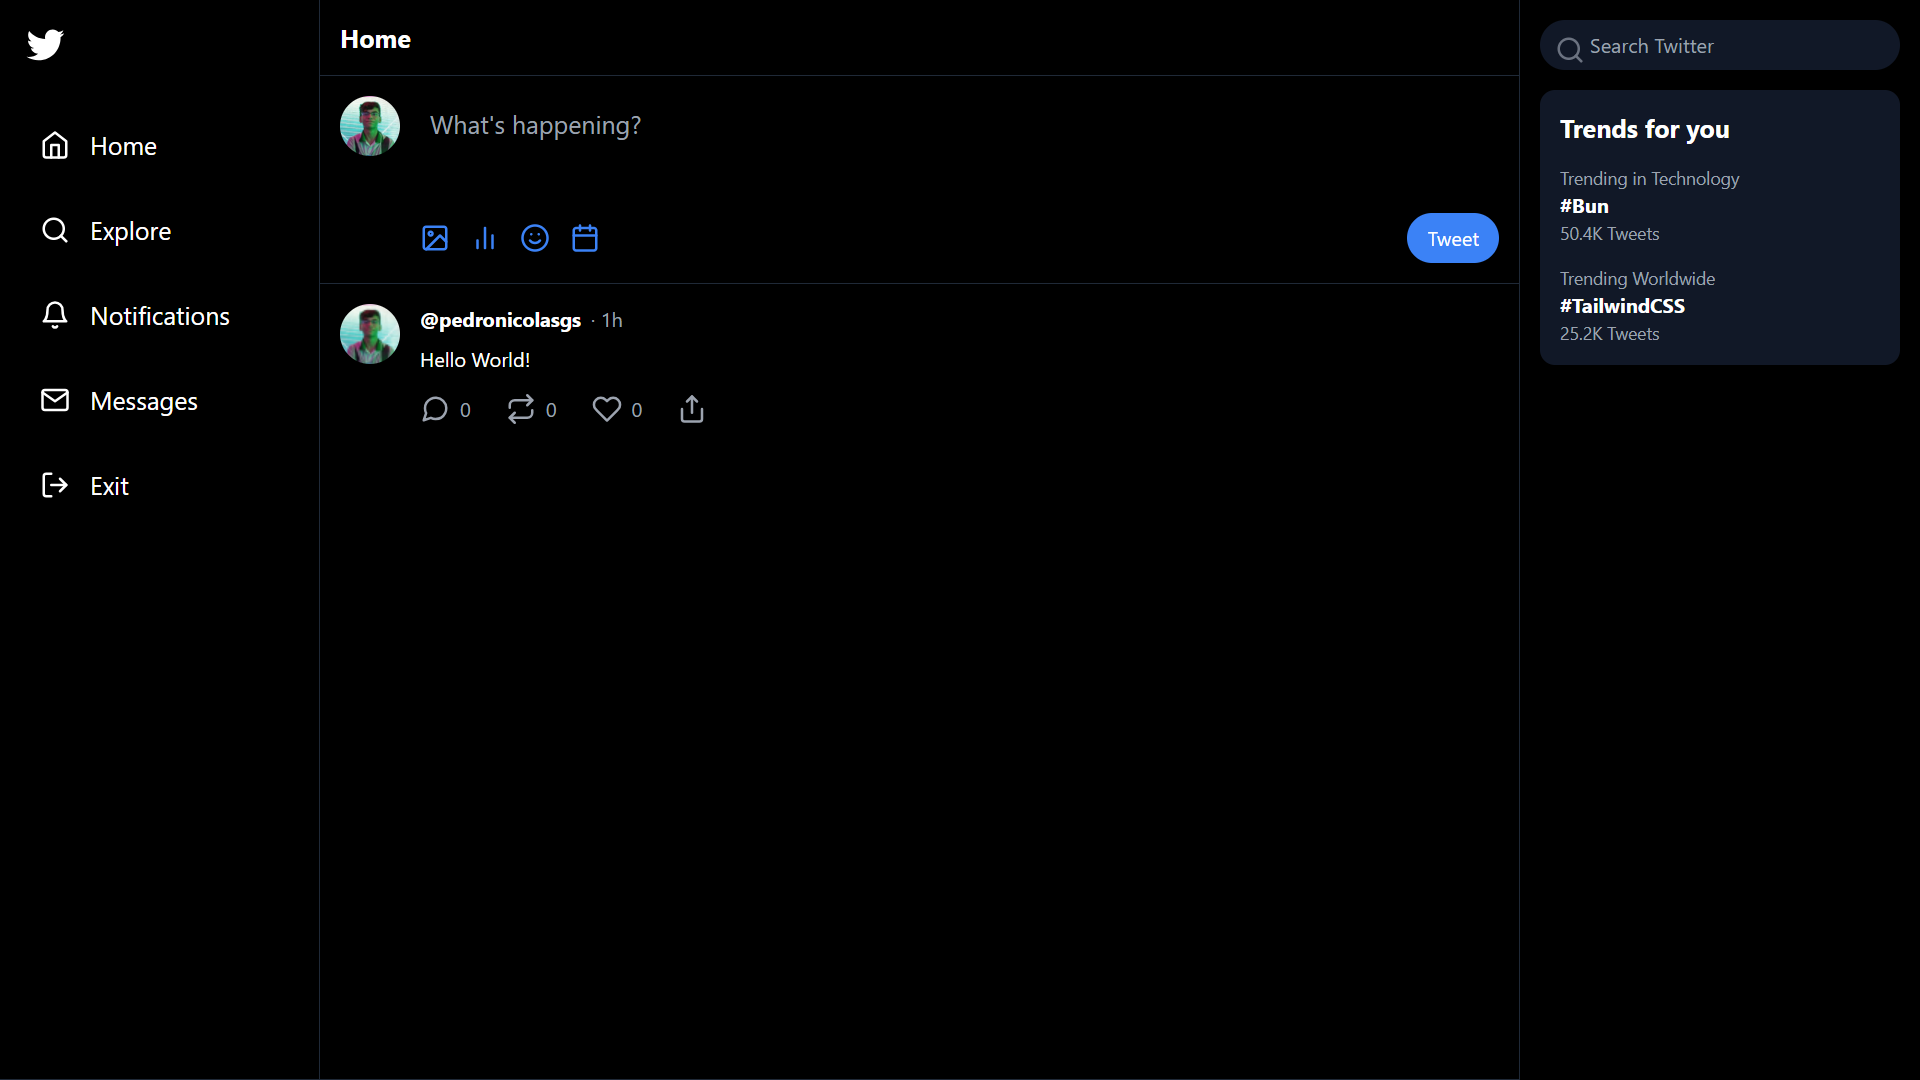 Home
Explore
Notifications
Messages
Exit
Home
What's happening?
Tweet
@pedronicolasgs · 1h
Hello World!
0 0 0
Search Twitter
Trends for you
Trending in Technology
#Bun
50.4K Tweets
Trending Worldwide
#TailwindCSS
25.2K Tweets